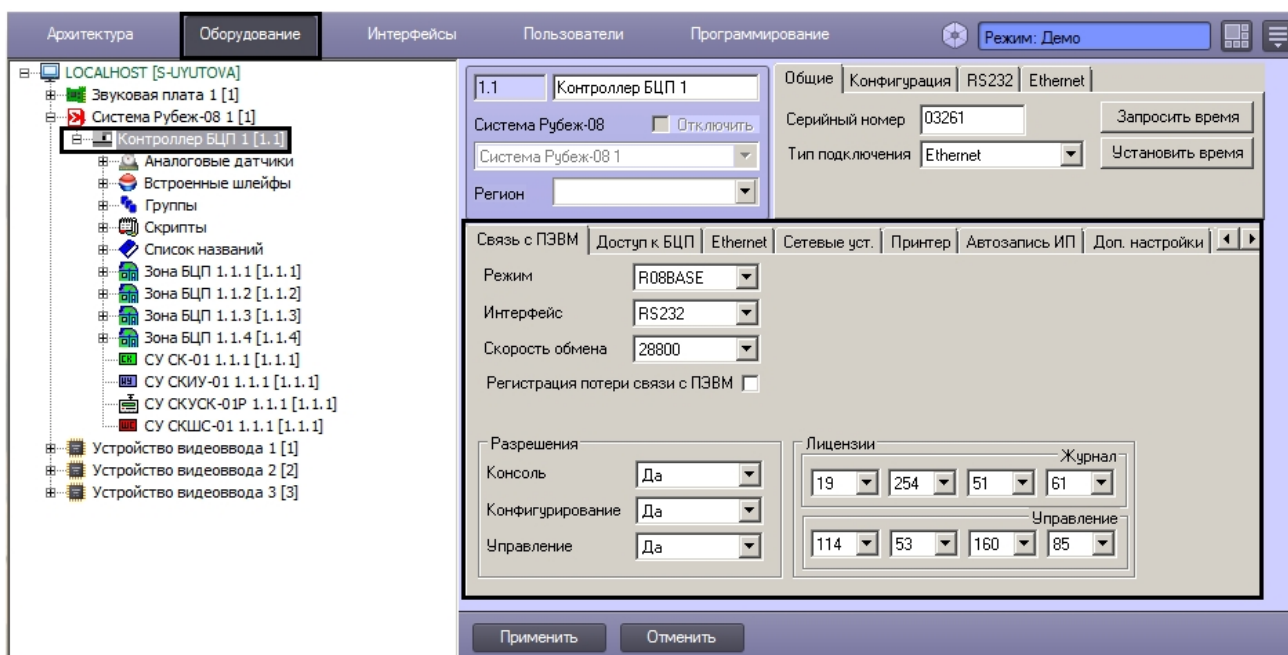 Архитектура
Оборудование
Интерфейсы
Пользователи
Программирование
Режим: Демо
LOCALHOST [S-UYUTOVA]
Звуковая плата 1 [1]
Система Рубеж-08 1 [1]
Контроллер БЦП 1 [1.1]
Аналоговые датчики
Встроенные шлейфы
Группы
Скрипты
Список названий
Зона БЦП 1.1.1 [1.1.1]
Зона БЦП 1.1.2 [1.1.2]
Зона БЦП 1.1.3 [1.1.3]
Зона БЦП 1.1.4 [1.1.4]
СУ СК-01 1.1.1 [1.1.1]
СУ СКИУ-01 1.1.1 [1.1.1]
СУ СКУСК-01Р 1.1.1 [1.1.1]
СУ СКШС-01 1.1.1 [1.1.1]
Устройство видеоввода 1 [1]
Устройство видеоввода 2 [2]
Устройство видеоввода 3 [3]
1.1 Контроллер БЦП 1
Система Рубеж-08 Отключить
Система Рубеж-08 1
Регион
Общие Конфигурация RS232 Ethernet
Серийный номер 03261 Запросить время
Тип подключения Ethernet Установить время
Связь с ПЭВМ Доступ к БЦП Ethernet Сетевые уст. Принтер Автозапись ИП Доп. настройки
Режим R08BASE
Интерфейс RS232
Скорость обмена 28800
Регистрация потери связи с ПЭВМ
Разрешения
Консоль Да
Конфигурирование Да
Управление Да
Лицензии
Журнал
19 254 51 61
Управление
114 53 160 85
Применить Отменить